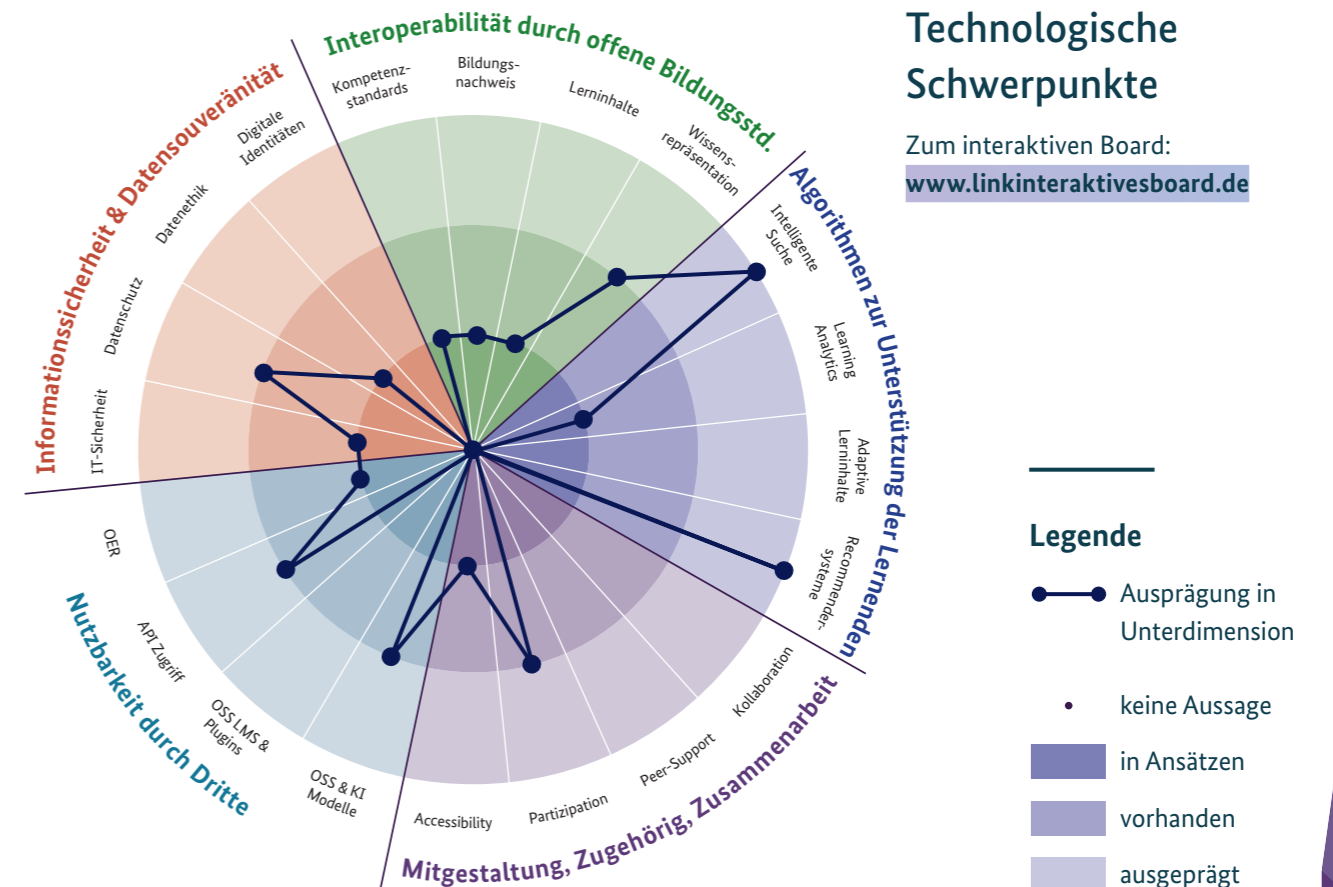 Technologische
Schwerpunkte
Zum interaktiven Board:
www.linkinteraktivesboard.de
Interoperabilität durch offene Bildungsstd.
Kompetenz-
standards
Bildungs-
nachweis
Lerninhalte
Wissens-
repräsentation
Algorithmen zur Unterstützung der Lernenden
Intelligente
Suche
Learning
Analytics
Adaptive
Lerninhalte
Recommender-
systeme
Mitgestaltung, Zugehörig, Zusammenarbeit
Kollaboration
Peer-Support
Partizipation
Accessibility
Nutzbarkeit durch Dritte
OSS & KI
Modelle
OSS LMS &
Plugins
API Zugriff
OER
Informationssicherheit & Datensouveränität
IT-Sicherheit
Datenschutz
Datenethik
Digitale
Identitäten
Legende
Ausprägung in
Unterdimension
keine Aussage
in Ansätzen
vorhanden
ausgeprägt